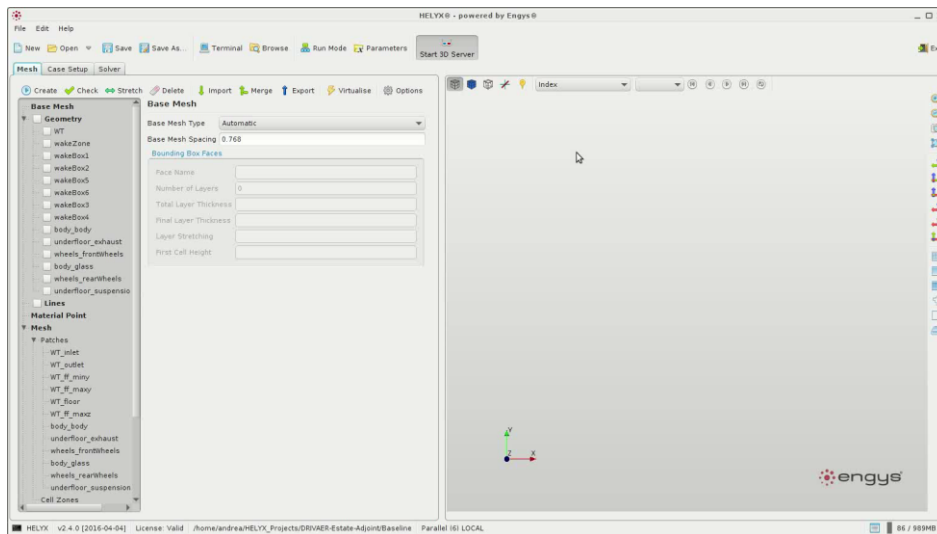 HELYX® - powered by Engys®
File Edit Help
New Open Save Save As... Terminal Browse Run Mode Parameters Start 3D Server
Mesh Case Setup Solver
Create Check Stretch Delete Import Merge Export Virtualise Options
Index
Base Mesh
Geometry
WT
wakeZone
wakeBox1
wakeBox2
wakeBox5
wakeBox6
wakeBox3
wakeBox4
body_body
underfloor_exhaust
wheels_frontWheels
body_glass
wheels_rearWheels
underfloor_suspensio
Lines
Material Point
Mesh
Patches
WT_inlet
WT_outlet
WT_ff_miny
WT_ff_maxy
WT_floor
WT_ff_maxz
body_body
underfloor_exhaust
wheels_frontWheels
body_glass
wheels_rearWheels
underfloor_suspension
Cell Zones
Base Mesh
Base Mesh Type Automatic
Base Mesh Spacing 0.768
Bounding Box Faces
Face Name
Number of Layers 0
Total Layer Thickness
Final Layer Thickness
Layer Stretching
First Cell Height
Y
Z X
engys
HELYX v2.4.0 [2016-04-04] License: Valid /home/andrea/HELYX_Projects/DRIVAER-Estate-Adjoint/Baseline Parallel (6) LOCAL 86 / 989MB